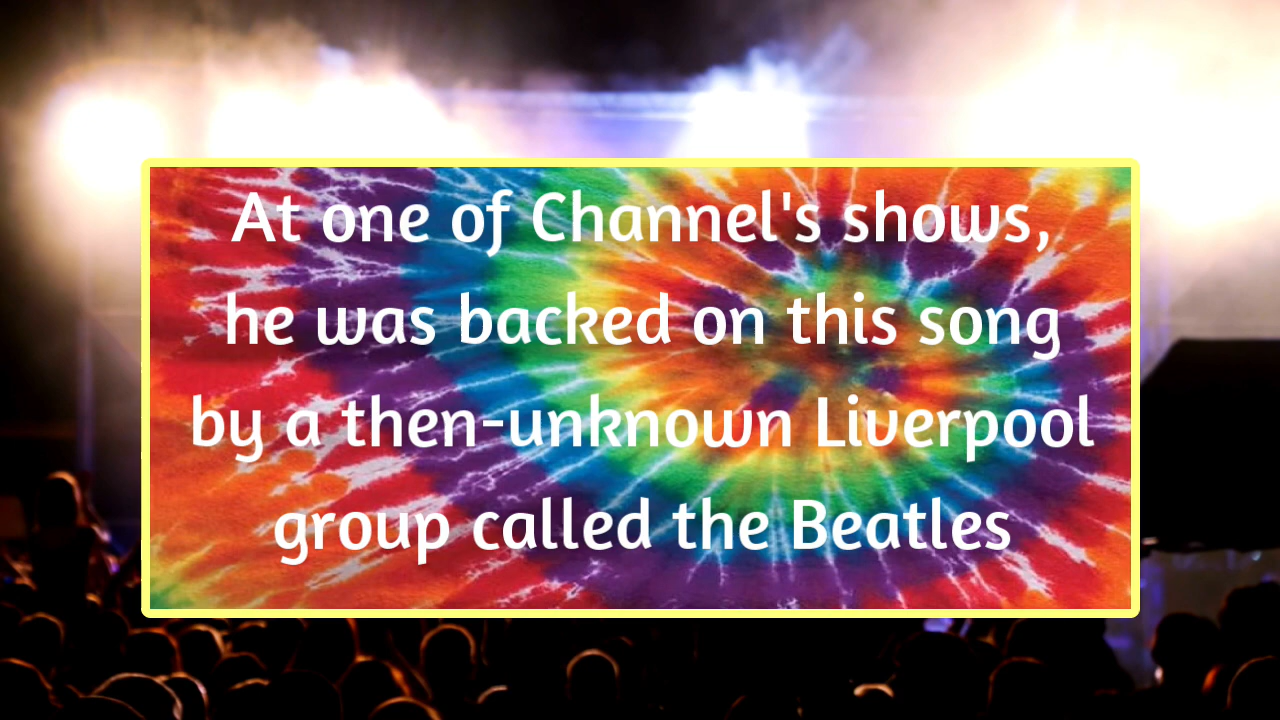 At one of Channel's shows,
he was backed on this song
by a then-unknown Liverpool
group called the Beatles